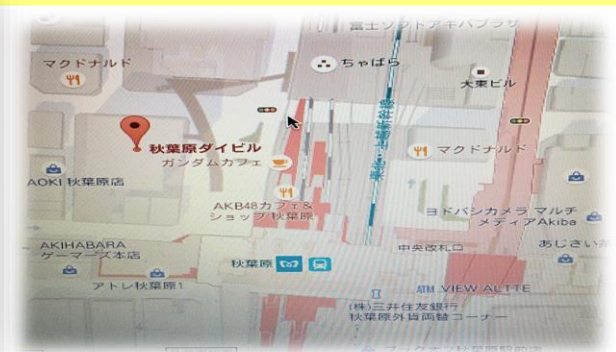 富士ソフトアキバプラザ
マクドナルド
ちゃばら
大東ビル
秋葉原ダイビル
ガンダムカフェ
マクドナルド
AOKI 秋葉原店
AKB48カフェ&
ショップ秋葉原
ヨドバシカメラ マルチ
メディアAkiba
AKIHABARA
ゲーマーズ本店
中央改札口
秋葉原
アトレ秋葉原1
ATM VIEW ALTTE
(株)三井住友銀行
秋葉原外貨両替コーナー